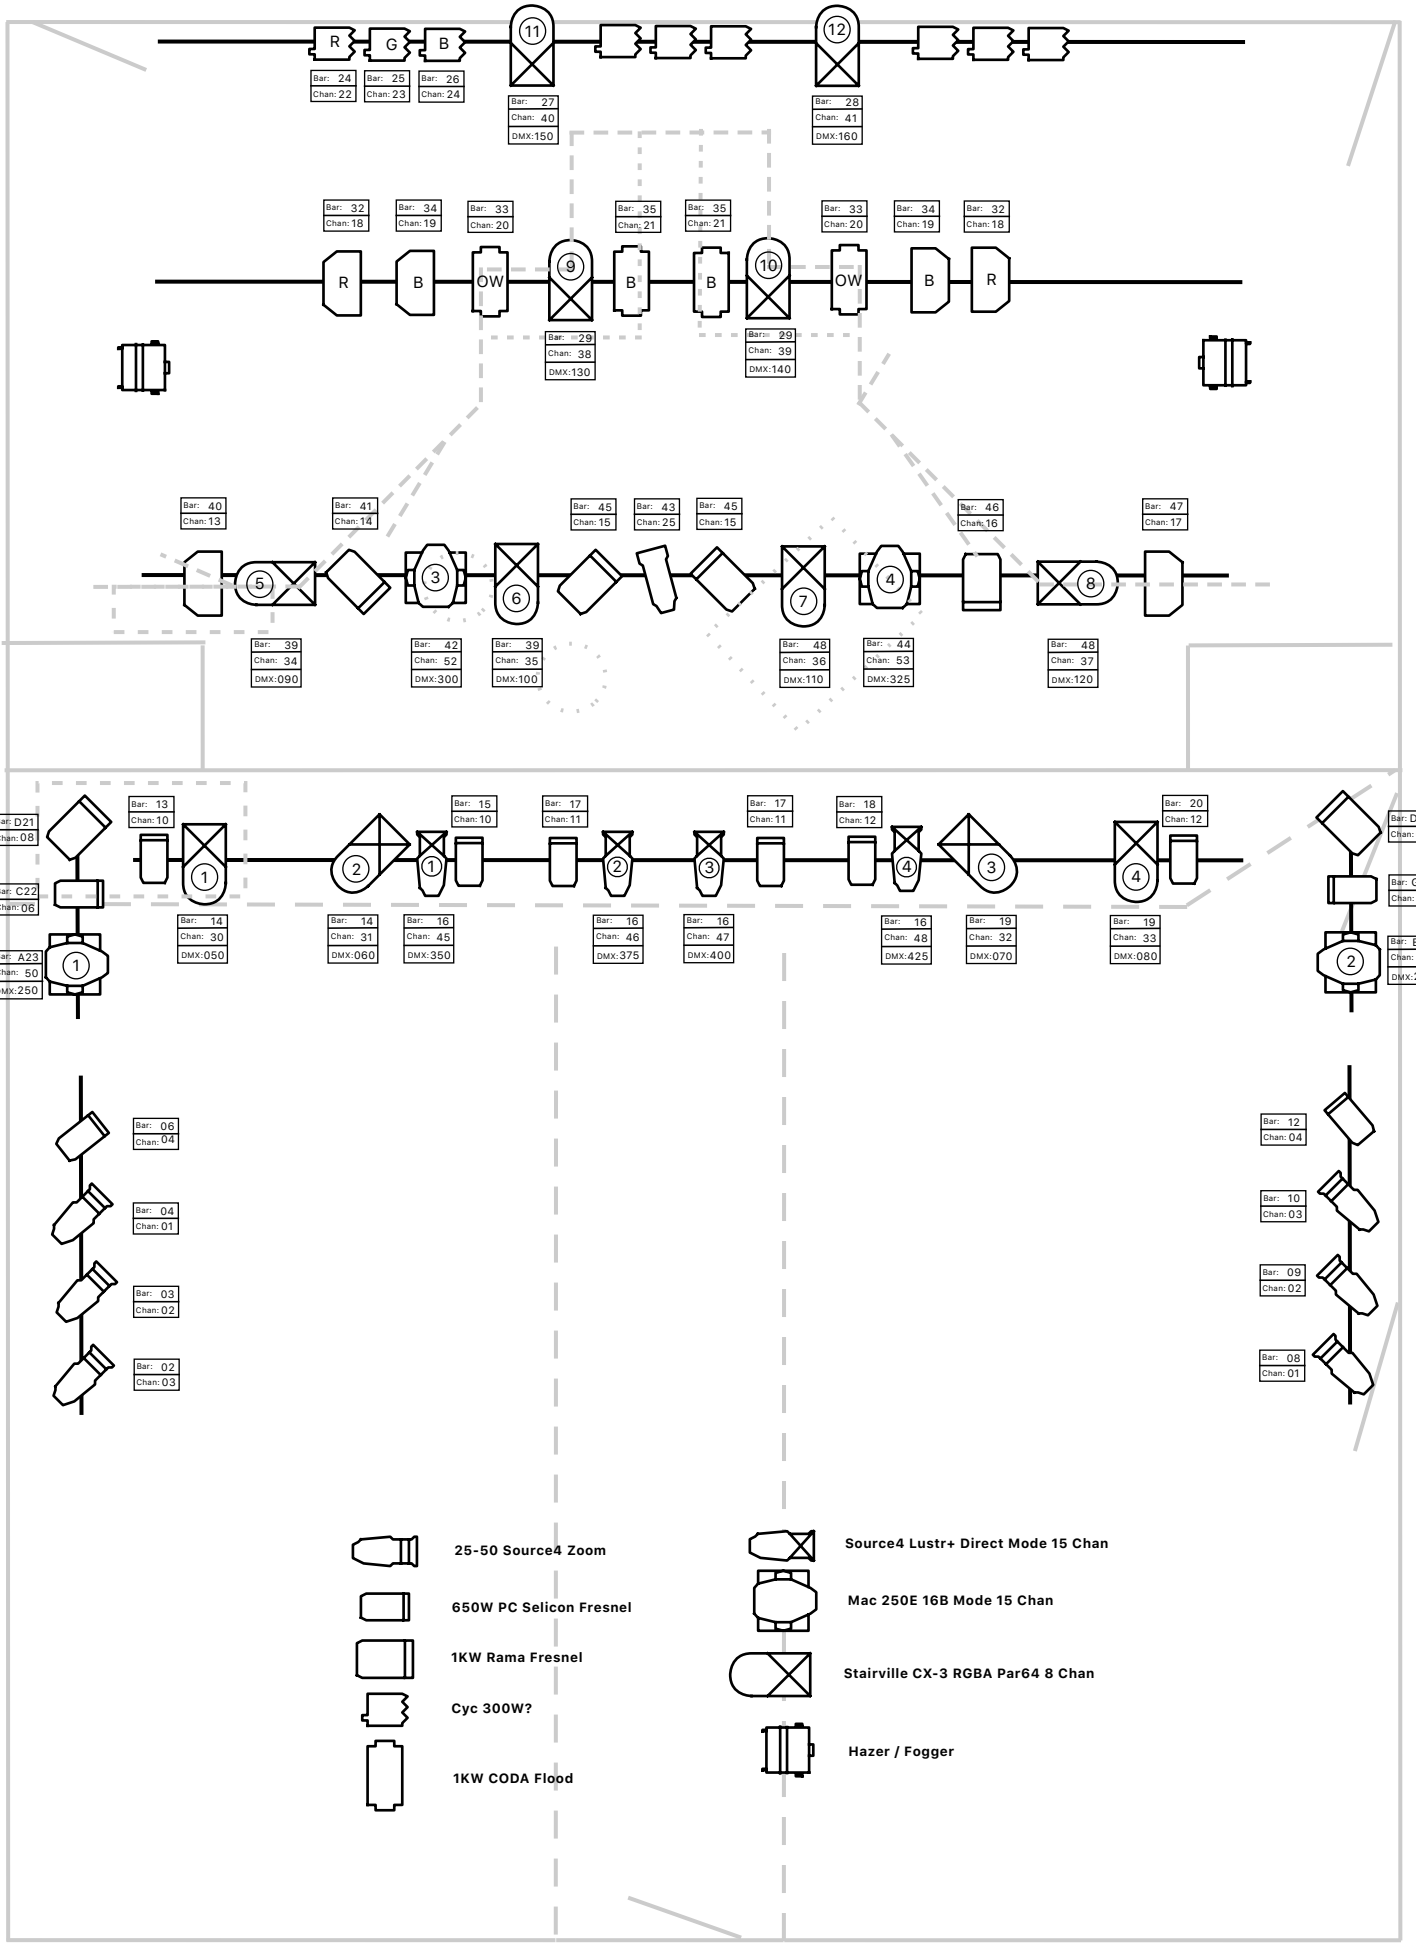 11
12
R
G
B
Bar: 24
Chan: 22
Bar: 25
Chan: 23
Bar: 26
Chan: 24
Bar: 27
Chan: 40
DMX:150
Bar: 28
Chan: 41
DMX:160
Bar: 32
Chan: 18
Bar: 34
Chan: 19
Bar: 33
Chan: 20
Bar: 35
Chan: 21
Bar: 35
Chan: 21
Bar: 33
Chan: 20
Bar: 34
Chan: 19
Bar: 32
Chan: 18
R
B
OW
9
B
B
10
OW
B
R
Bar: 29
Chan: 38
DMX:130
Bar: 29
Chan: 39
DMX:140
Bar: 40
Chan: 13
Bar: 41
Chan: 14
Bar: 45
Chan: 15
Bar: 43
Chan: 25
Bar: 45
Chan: 15
Bar: 46
Chan: 16
Bar: 47
Chan: 17
5
3
6
7
4
8
Bar: 39
Chan: 34
DMX:090
Bar: 42
Chan: 52
DMX:300
Bar: 39
Chan: 35
DMX:100
Bar: 48
Chan: 36
DMX:110
Bar: 44
Chan: 53
DMX:325
Bar: 48
Chan: 37
DMX:120
ar: D21
han: 08
Bar: 13
Chan: 10
Bar: 15
Chan: 10
Bar: 17
Chan: 11
Bar: 17
Chan: 11
Bar: 18
Chan: 12
Bar: 20
Chan: 12
Bar: D
Chan:
1
2
1
2
3
4
3
4
ar: C22
han: 06
Bar: G
Chan:
Bar: 14
Chan: 30
DMX:050
Bar: 14
Chan: 31
DMX:060
Bar: 16
Chan: 45
DMX:350
Bar: 16
Chan: 46
DMX:375
Bar: 16
Chan: 47
DMX:400
Bar: 16
Chan: 48
DMX:425
Bar: 19
Chan: 32
DMX:070
Bar: 19
Chan: 33
DMX:080
ar: A23
han: 50
MX:250
1
2
Bar:
Chan:
DMX:2
Bar: 06
Chan: 04
Bar: 12
Chan: 04
Bar: 04
Chan: 01
Bar: 10
Chan: 03
Bar: 03
Chan: 02
Bar: 09
Chan: 02
Bar: 02
Chan: 03
Bar: 08
Chan: 01
25-50 Source4 Zoom
650W PC Selicon Fresnel
1KW Rama Fresnel
Cyc 300W?
1KW CODA Flood
Source4 Lustr+ Direct Mode 15 Chan
Mac 250E 16B Mode 15 Chan
Stairville CX-3 RGBA Par64 8 Chan
Hazer / Fogger